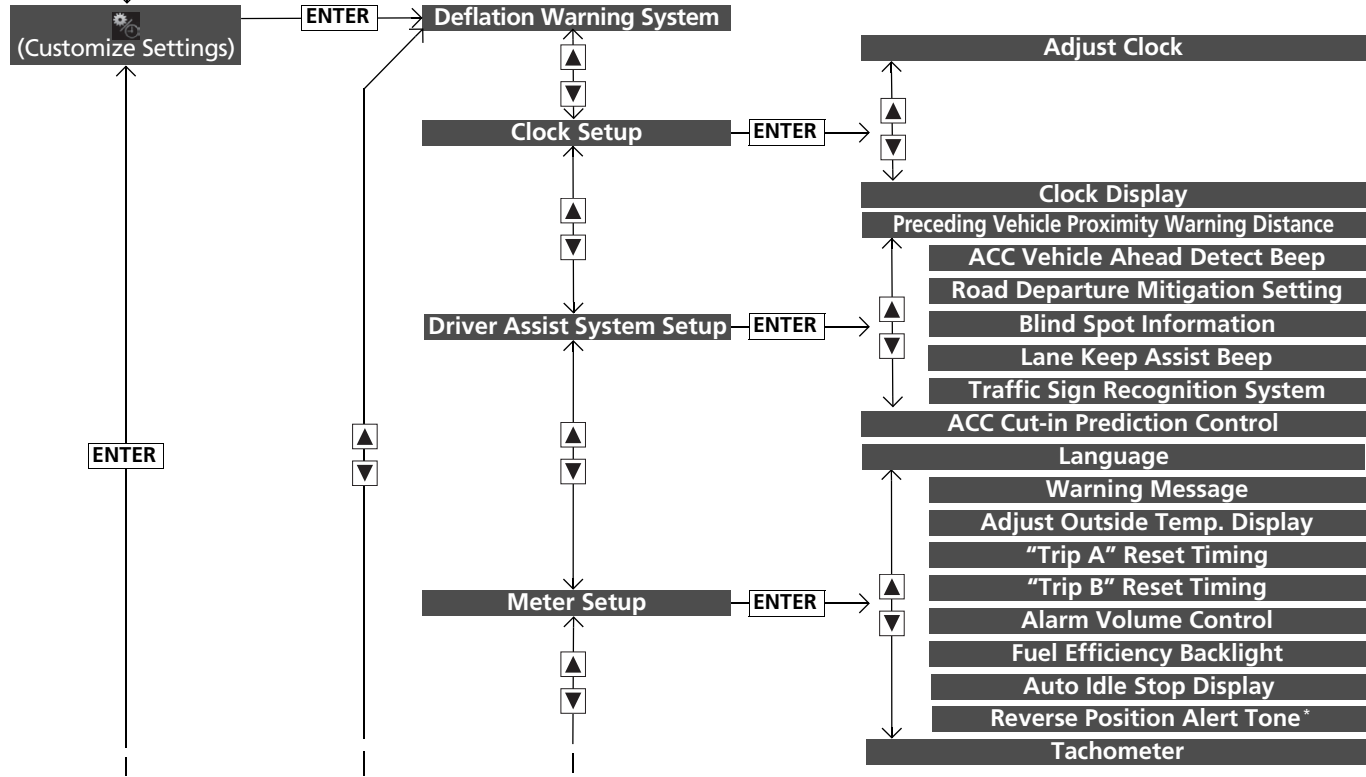 ENTER
Deflation Warning System
(Customize Settings)
Adjust Clock
▲
▼
▲
▼
Clock Setup
ENTER
Clock Display
Preceding Vehicle Proximity Warning Distance
ACC Vehicle Ahead Detect Beep
▲
▼
Road Departure Mitigation Setting
Driver Assist System Setup
ENTER
▲
▼
Blind Spot Information
Lane Keep Assist Beep
Traffic Sign Recognition System
ACC Cut-in Prediction Control
ENTER
▲
▼
▲
▼
Language
Warning Message
Adjust Outside Temp. Display
“Trip A” Reset Timing
“Trip B” Reset Timing
Meter Setup
ENTER
▲
▼
Alarm Volume Control
Fuel Efficiency Backlight
▲
▼
Auto Idle Stop Display
Reverse Position Alert Tone*
Tachometer